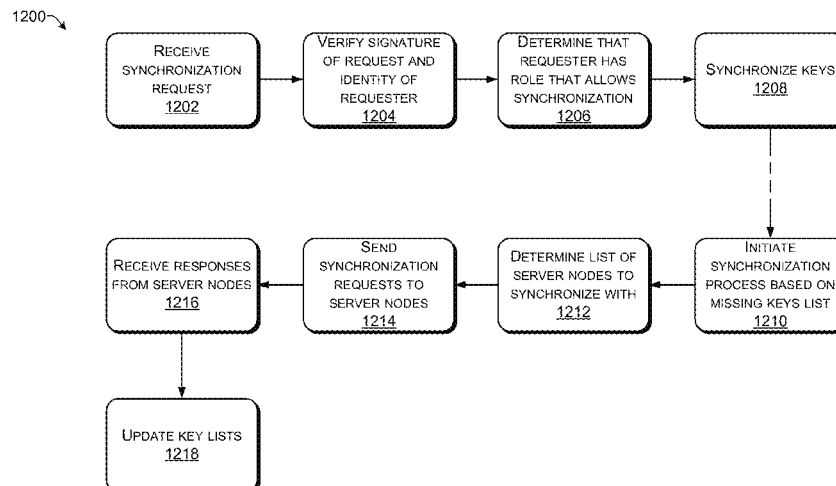 1200
RECEIVE
SYNCHRONIZATION
REQUEST
1202
VERIFY SIGNATURE
OF REQUEST AND
IDENTITY OF
REQUESTER
1204
DETERMINE THAT
REQUESTER HAS
ROLE THAT ALLOWS
SYNCHRONIZATION
1206
SYNCHRONIZE KEYS
1208
INITIATE
SYNCHRONIZATION
PROCESS BASED ON
MISSING KEYS LIST
1210
DETERMINE LIST OF
SERVER NODES TO
SYNCHRONIZE WITH
1212
SEND
SYNCHRONIZATION
REQUESTS TO
SERVER NODES
1214
RECEIVE RESPONSES
FROM SERVER NODES
1216
UPDATE KEY LISTS
1218